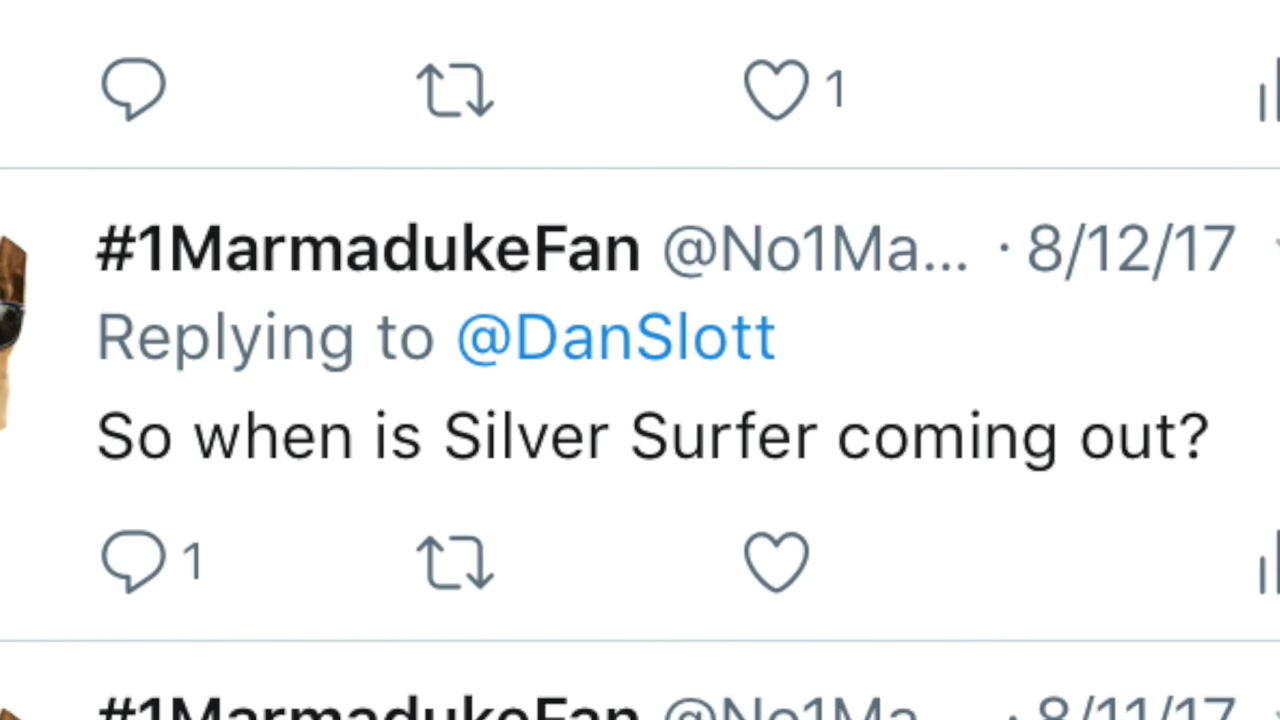 1
#1MarmadukeFan @No1Ma... · 8/12/17
Replying to @DanSlott
So when is Silver Surfer coming out?
1
#1MarmadukeFan @No1Ma... · 8/11/17